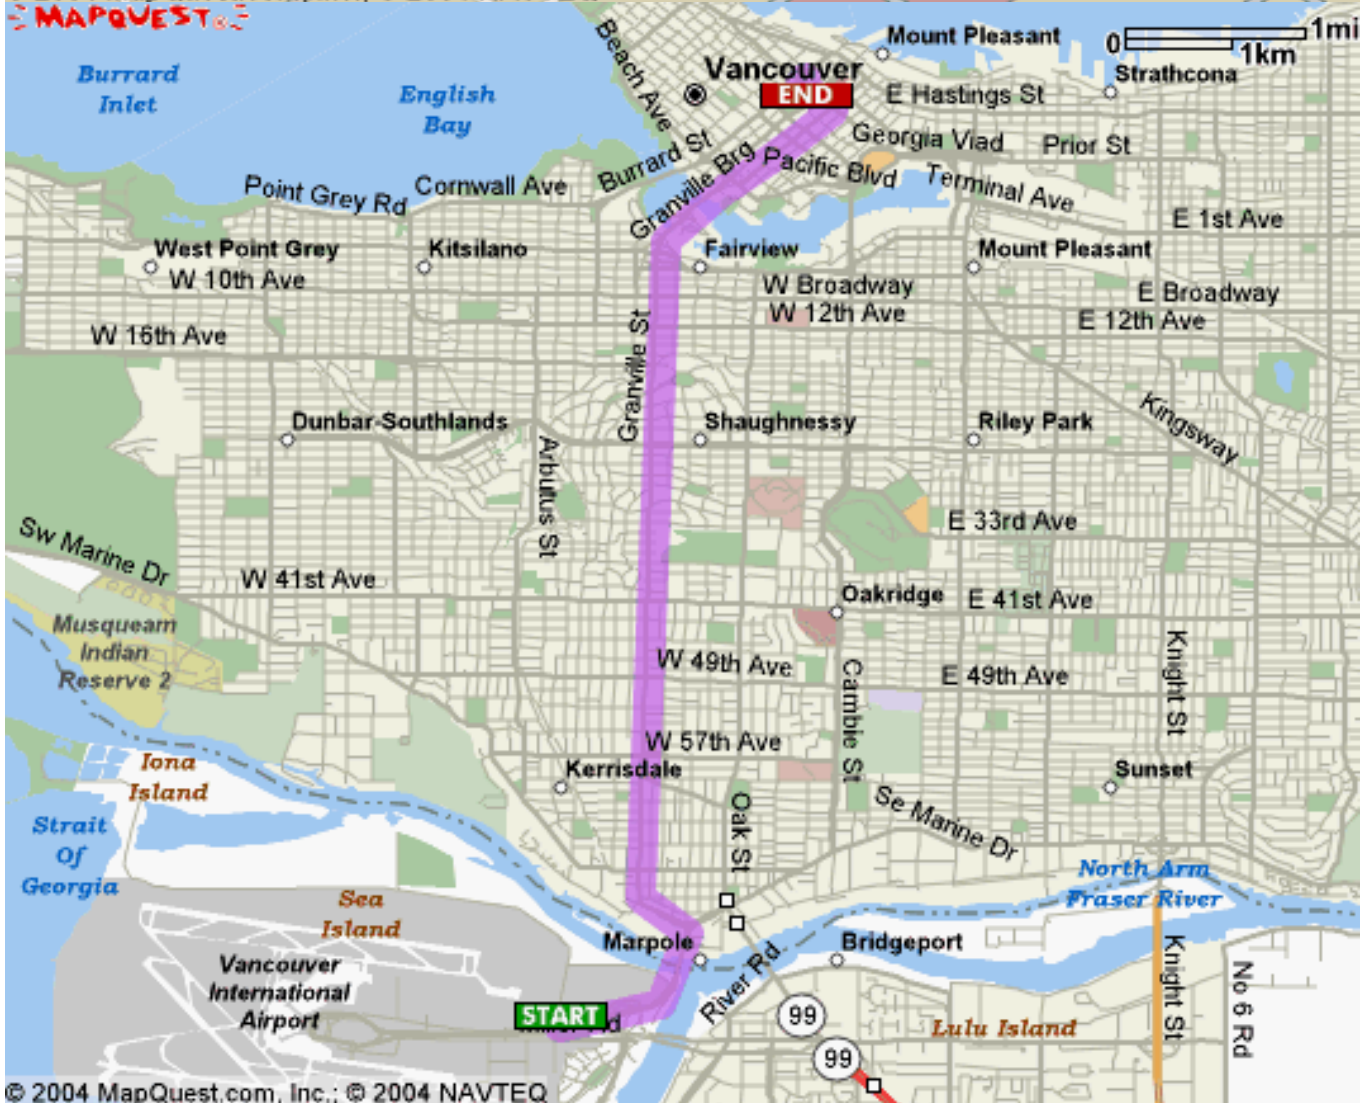 MAPQUEST
Mount Pleasant
0
1mi
1km
Burrard
Inlet
English
Bay
Beach Ave
Vancouver
Strathcona
END
E Hastings St
Georgia Viad
Prior St
Burrard St
Granville Brg
Pacific Blvd
Terminal Ave
Point Grey Rd
Cornwall Ave
E 1st Ave
West Point Grey
Kitsilano
Fairview
Mount Pleasant
W 10th Ave
W Broadway
E Broadway
W 12th Ave
E 12th Ave
W 16th Ave
Granville St
Dunbar-Southlands
Shaughnessy
Riley Park
Kingsway
Arbutus St
E 33rd Ave
Sw Marine Dr
W 41st Ave
Oakridge
E 41st Ave
Musqueam
Indian
Reserve 2
W 49th Ave
E 49th Ave
Cambie St
Knight St
W 57th Ave
Iona
Island
Kerrisdale
Sunset
Oak St
Se Marine Dr
Strait
Of
Georgia
North Arm
Fraser River
Sea
Island
Marpole
Bridgeport
River Rd
Knight St
No 6 Rd
Vancouver
International
Airport
START
99
Lulu Island
99
© 2004 MapQuest.com, Inc.; © 2004 NAVTEQ